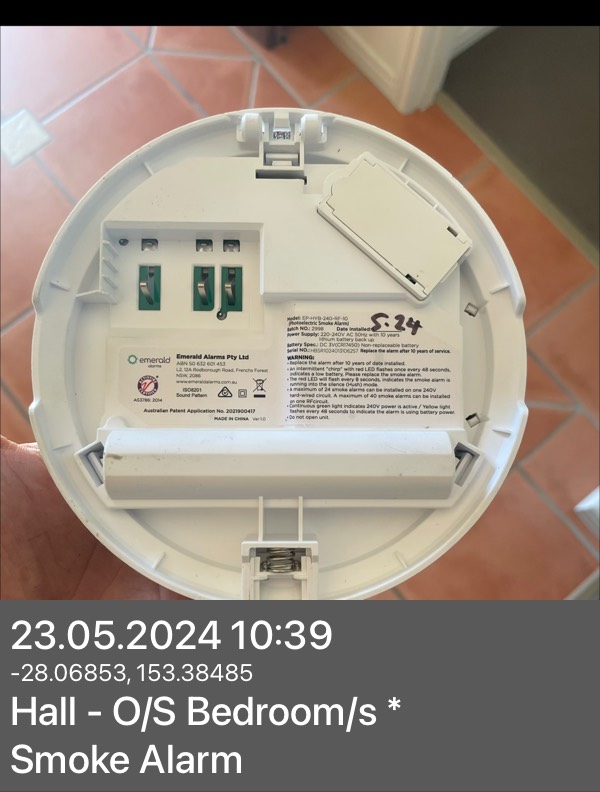 Model: EP-HYB-240-RF-10
(Photoelectric Smoke Alarm)
Batch NO.: 2998 Date installed: 5.24
Power Supply: 220-240V AC 50Hz with 10 years
lithium battery back up
Battery Spec.: DC 3V(CR17450) Non-replaceable battery
Replace the alarm after 10 years of service.
WARNING
• Replace the alarm after 10 years of date installed.
• An intermittent "chirp" with red LED flashes once every 48 seconds,
indicates a low battery. Please replace the smoke alarm.
• The red LED will flash every 8 seconds, indicates the smoke alarm is
running into the silence (Hush) mode.
• A maximum of 24 smoke alarms can be installed on one 240V
hard-wired circuit. A maximum of 40 smoke alarms can be installed
on one RFcircuit.
• Continuous green light indicates 240V power is active / Yellow light
flashes every 48 seconds to indicate the alarm is using battery power.
• Do not open unit.
emerald
alarms
Emerald Alarms Pty Ltd
ABN 50 632 601 453
L2, 12A Rodborough Road, Frenchs Forest
NSW, 2086
www.emeraldalarms.com.au
AS3786: 2014
ISO8201
Sound Pattern
Australian Patent Application No. 2021900417
MADE IN CHINA Ver:1.0
23.05.2024 10:39
-28.06853, 153.38485
Hall - O/S Bedroom/s *
Smoke Alarm